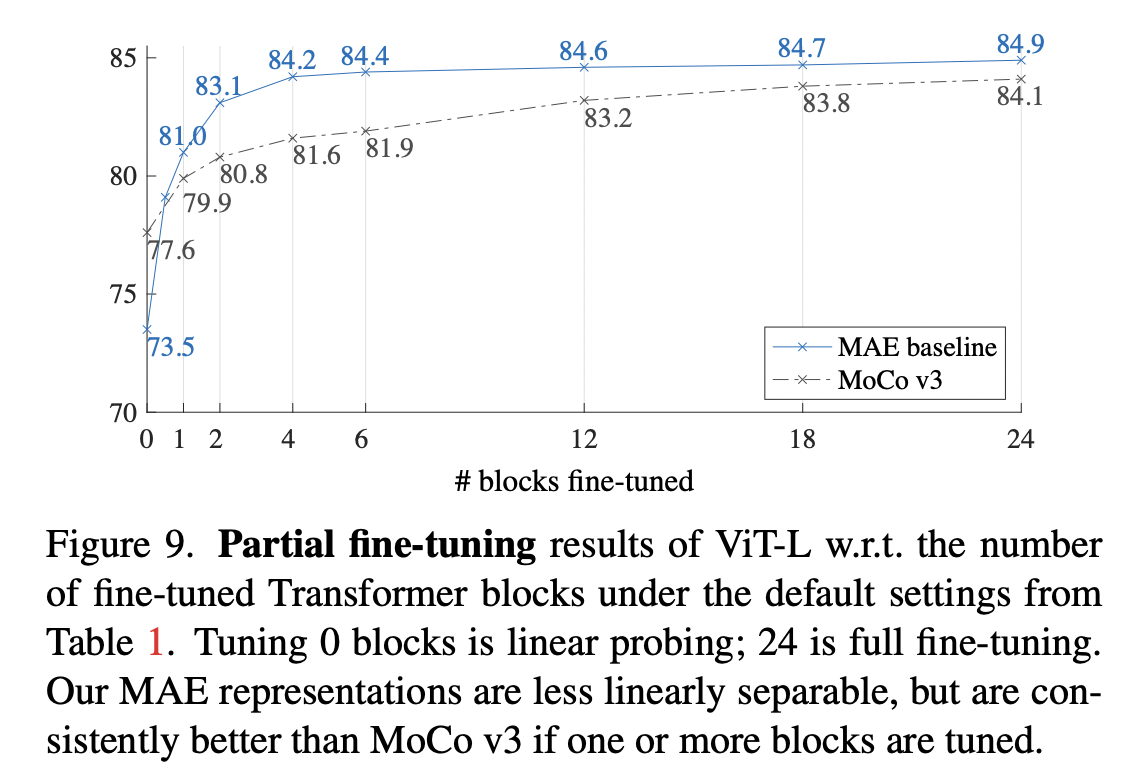 85
80
75
70
84.2
84.4
84.6
84.7
84.9
83.1
81.0
73.5
77.6
79.9
80.8
81.6
81.9
83.2
83.8
84.1
MAE baseline
MoCo v3
0 1 2 4 6 12 18 24
# blocks fine-tuned
Figure 9. Partial fine-tuning results of ViT-L w.r.t. the number
of fine-tuned Transformer blocks under the default settings from
Table 1. Tuning 0 blocks is linear probing; 24 is full fine-tuning.
Our MAE representations are less linearly separable, but are con-
sistently better than MoCo v3 if one or more blocks are tuned.